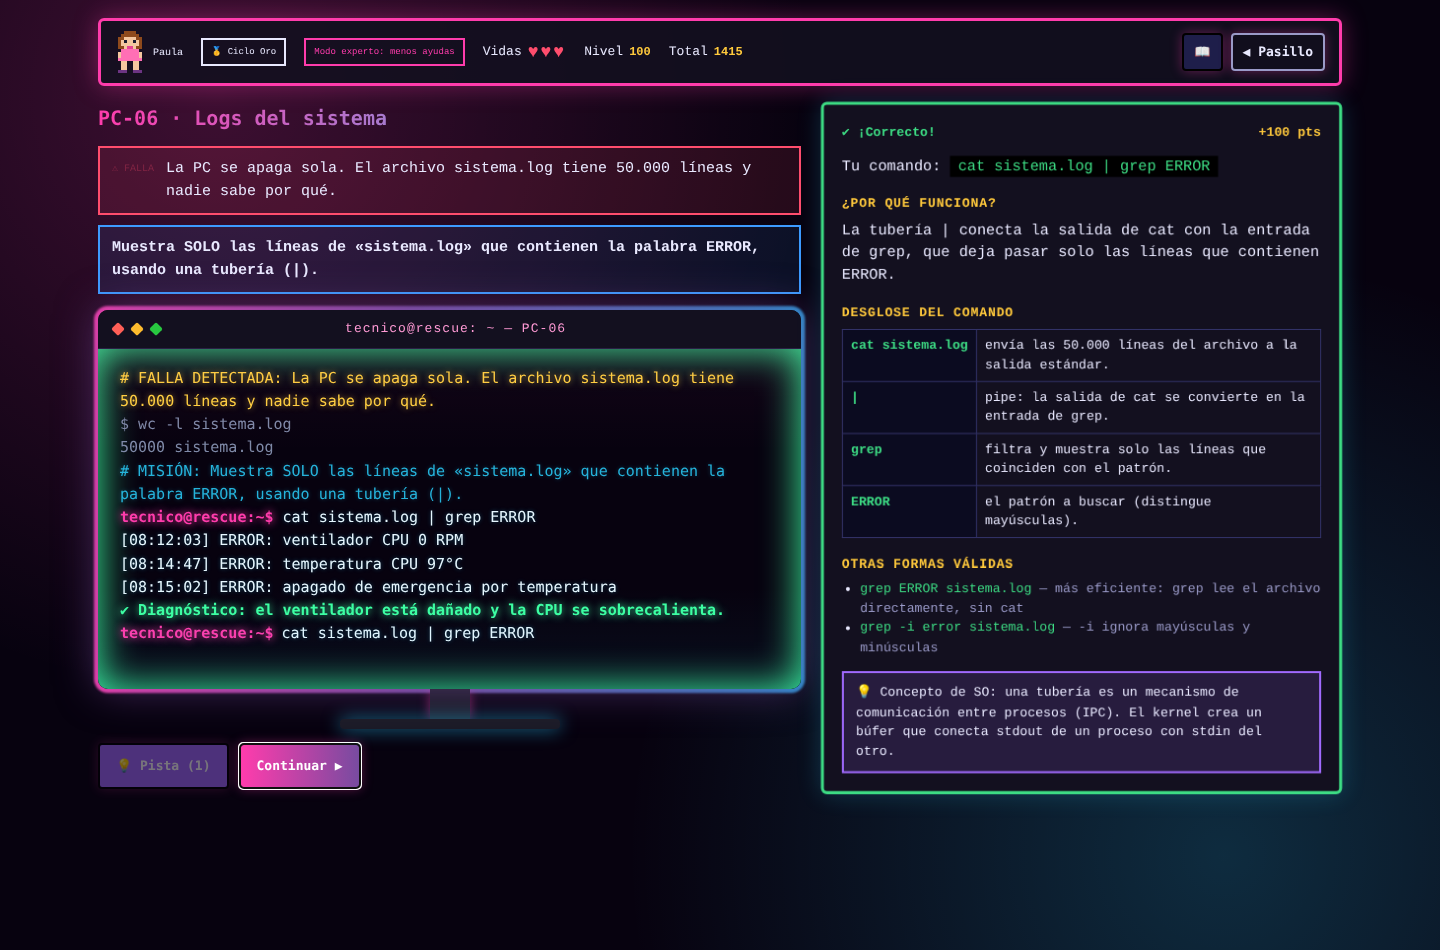 Paula
🏅 Ciclo Oro
Modo experto: menos ayudas
Vidas ♥♥♥
Nivel 100
Total 1415
📖
◀ Pasillo
PC-06 · Logs del sistema
⚠ FALLA
La PC se apaga sola. El archivo sistema.log tiene 50.000 líneas y
nadie sabe por qué.
Muestra SOLO las líneas de «sistema.log» que contienen la palabra ERROR,
usando una tubería (|).
tecnico@rescue: ~ — PC-06
# FALLA DETECTADA: La PC se apaga sola. El archivo sistema.log tiene
50.000 líneas y nadie sabe por qué.
$ wc -l sistema.log
50000 sistema.log
# MISIÓN: Muestra SOLO las líneas de «sistema.log» que contienen la
palabra ERROR, usando una tubería (|).
tecnico@rescue:~$ cat sistema.log | grep ERROR
[08:12:03] ERROR: ventilador CPU 0 RPM
[08:14:47] ERROR: temperatura CPU 97°C
[08:15:02] ERROR: apagado de emergencia por temperatura
✔ Diagnóstico: el ventilador está dañado y la CPU se sobrecalienta.
tecnico@rescue:~$ cat sistema.log | grep ERROR
💡 Pista (1)
Continuar ▶
✔ ¡Correcto!
+100 pts
Tu comando: cat sistema.log | grep ERROR
¿POR QUÉ FUNCIONA?
La tubería | conecta la salida de cat con la entrada
de grep, que deja pasar solo las líneas que contienen
ERROR.
DESGLOSE DEL COMANDO
cat sistema.log
envía las 50.000 líneas del archivo a la
salida estándar.
|
pipe: la salida de cat se convierte en la
entrada de grep.
grep
filtra y muestra solo las líneas que
coinciden con el patrón.
ERROR
el patrón a buscar (distingue
mayúsculas).
OTRAS FORMAS VÁLIDAS
• grep ERROR sistema.log — más eficiente: grep lee el archivo
directamente, sin cat
• grep -i error sistema.log — -i ignora mayúsculas y
minúsculas
💡 Concepto de SO: una tubería es un mecanismo de
comunicación entre procesos (IPC). El kernel crea un
búfer que conecta stdout de un proceso con stdin del
otro.